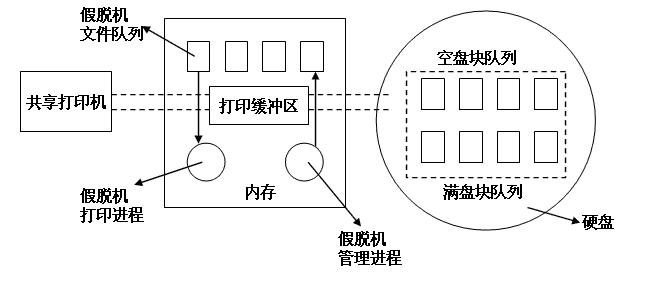 假脱机
文件队列
空盘块队列
共享打印机
打印缓冲区
假脱机
打印进程
内存
满盘块队列
硬盘
假脱机
管理进程